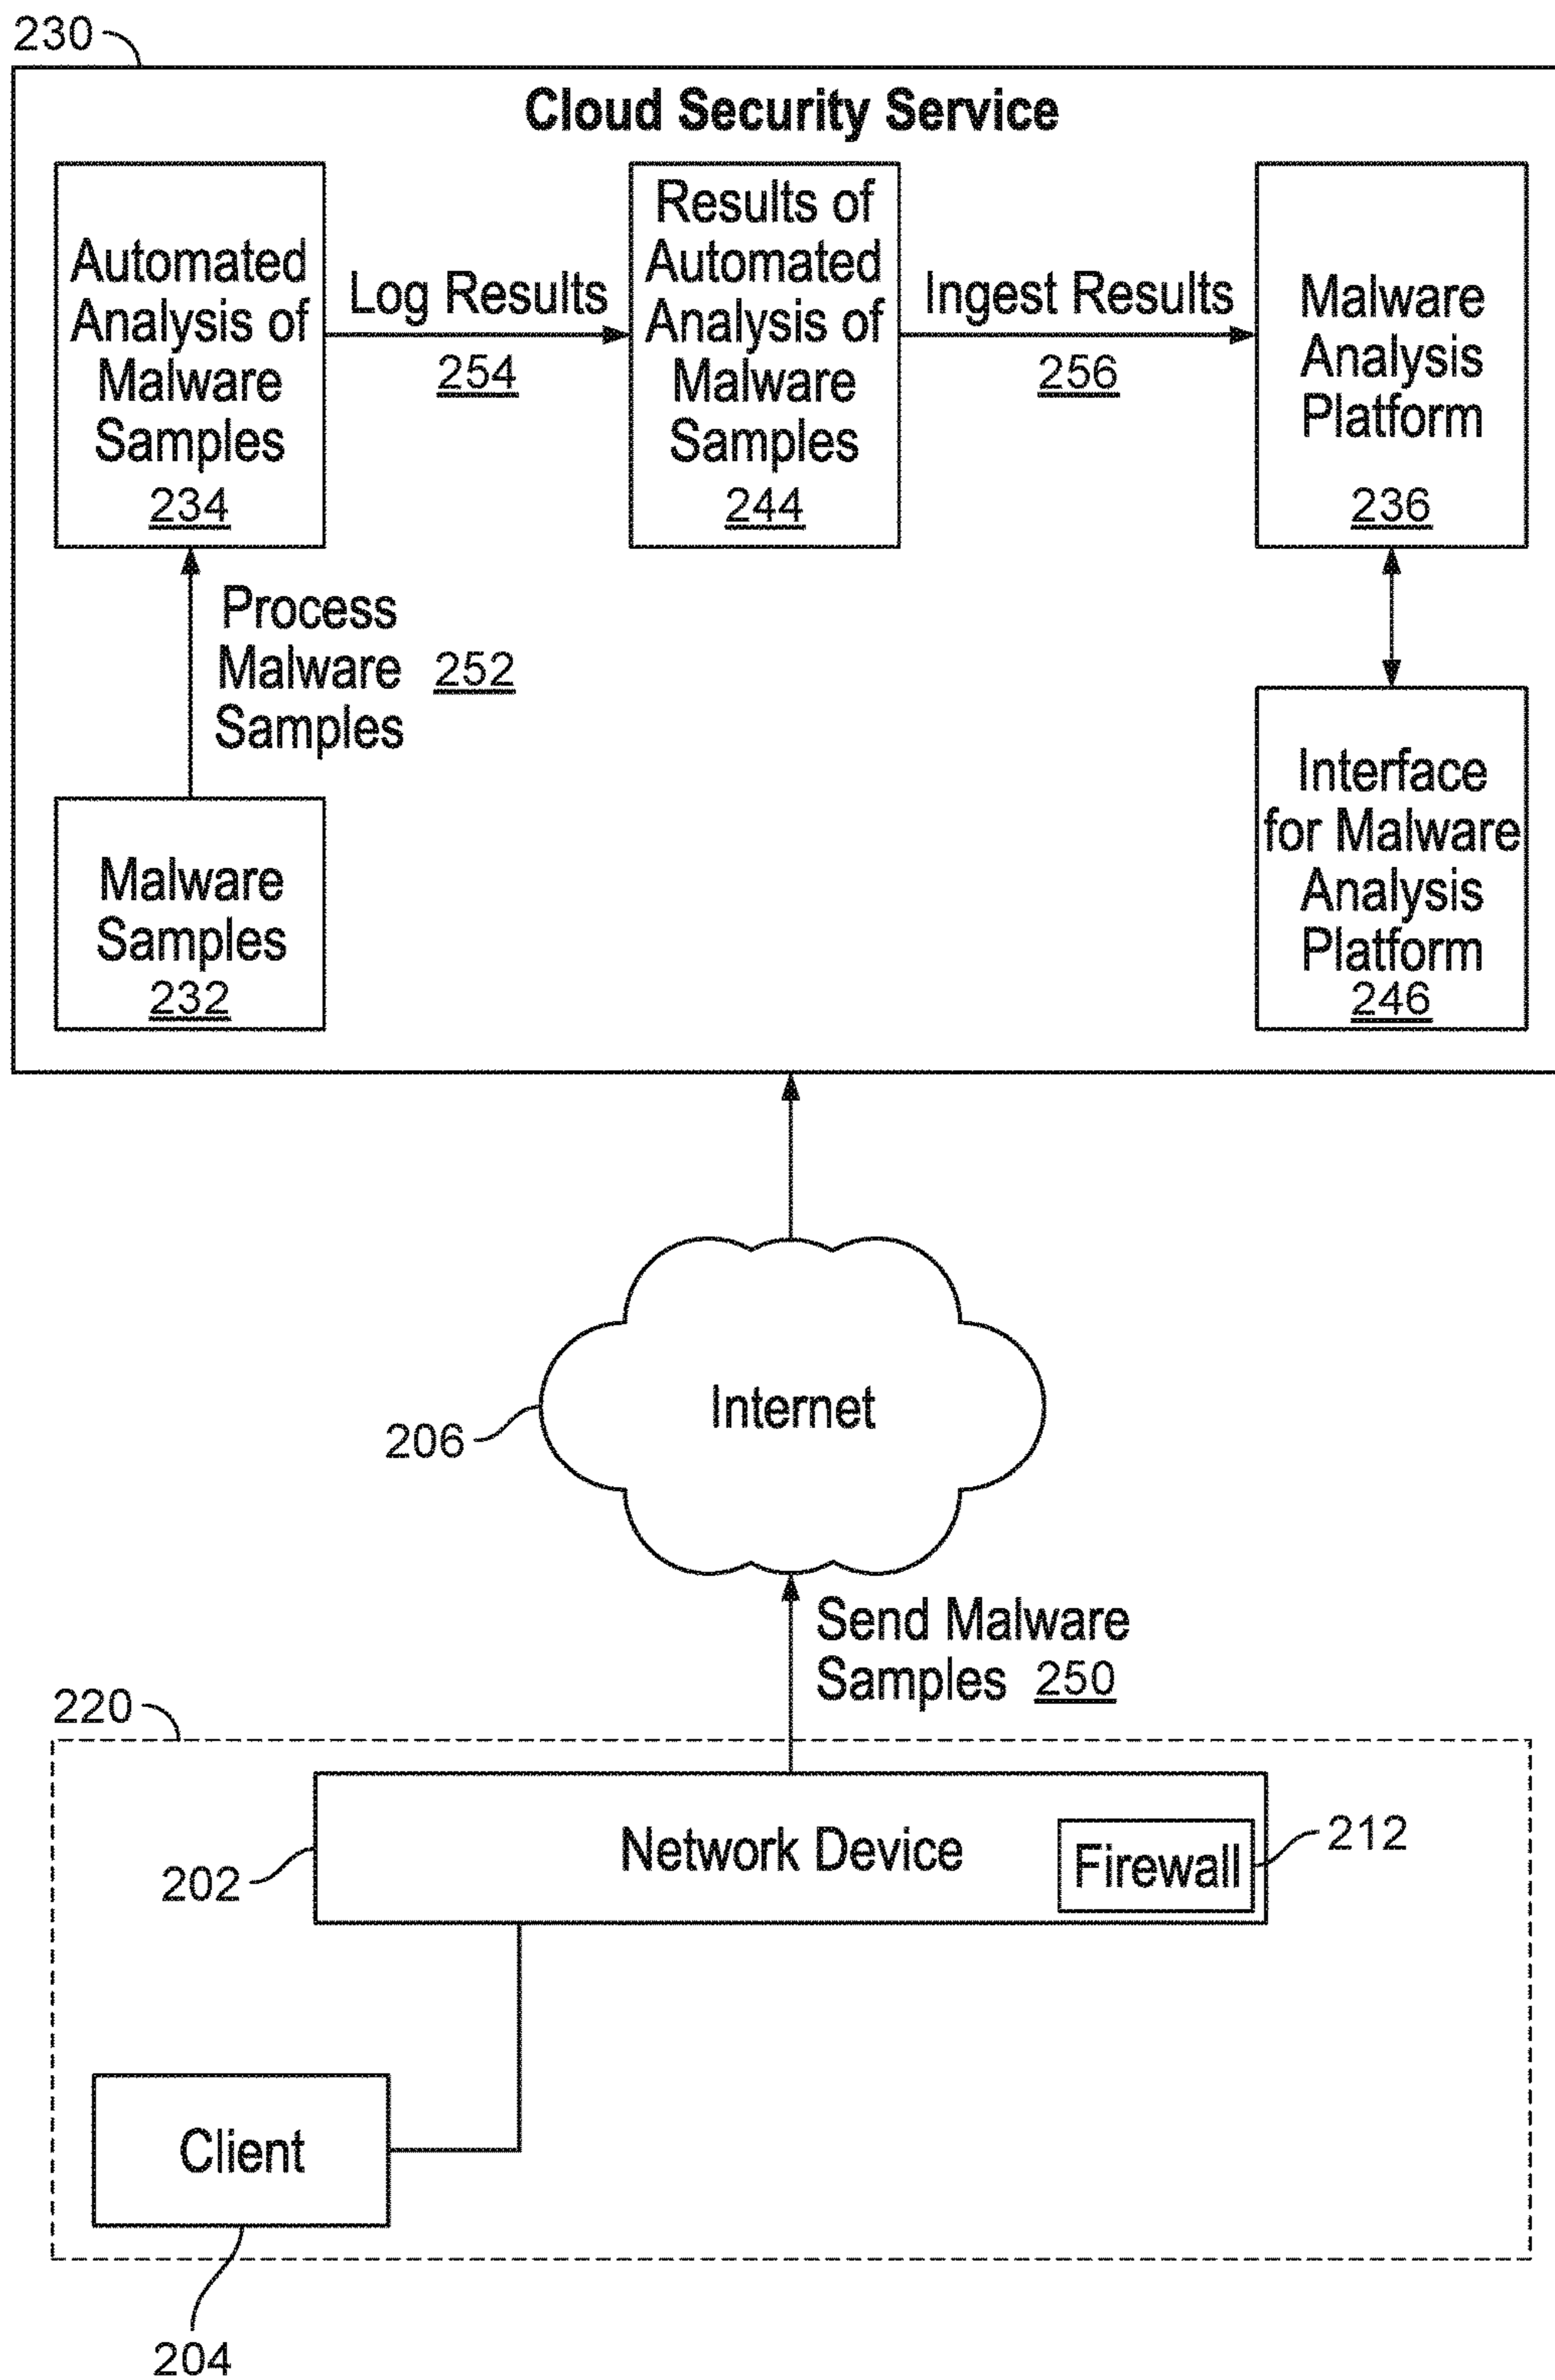 230
Cloud Security Service
Automated
Analysis of
Malware
Samples
234
Log Results
254
Results of
Automated
Analysis of
Malware
Samples
244
Ingest Results
256
Malware
Analysis
Platform
236
Process
Malware 252
Samples
Malware
Samples
232
Interface
for Malware
Analysis
Platform
246
Internet
206
Send Malware
Samples 250
220
Network Device
Firewall
212
202
Client
204